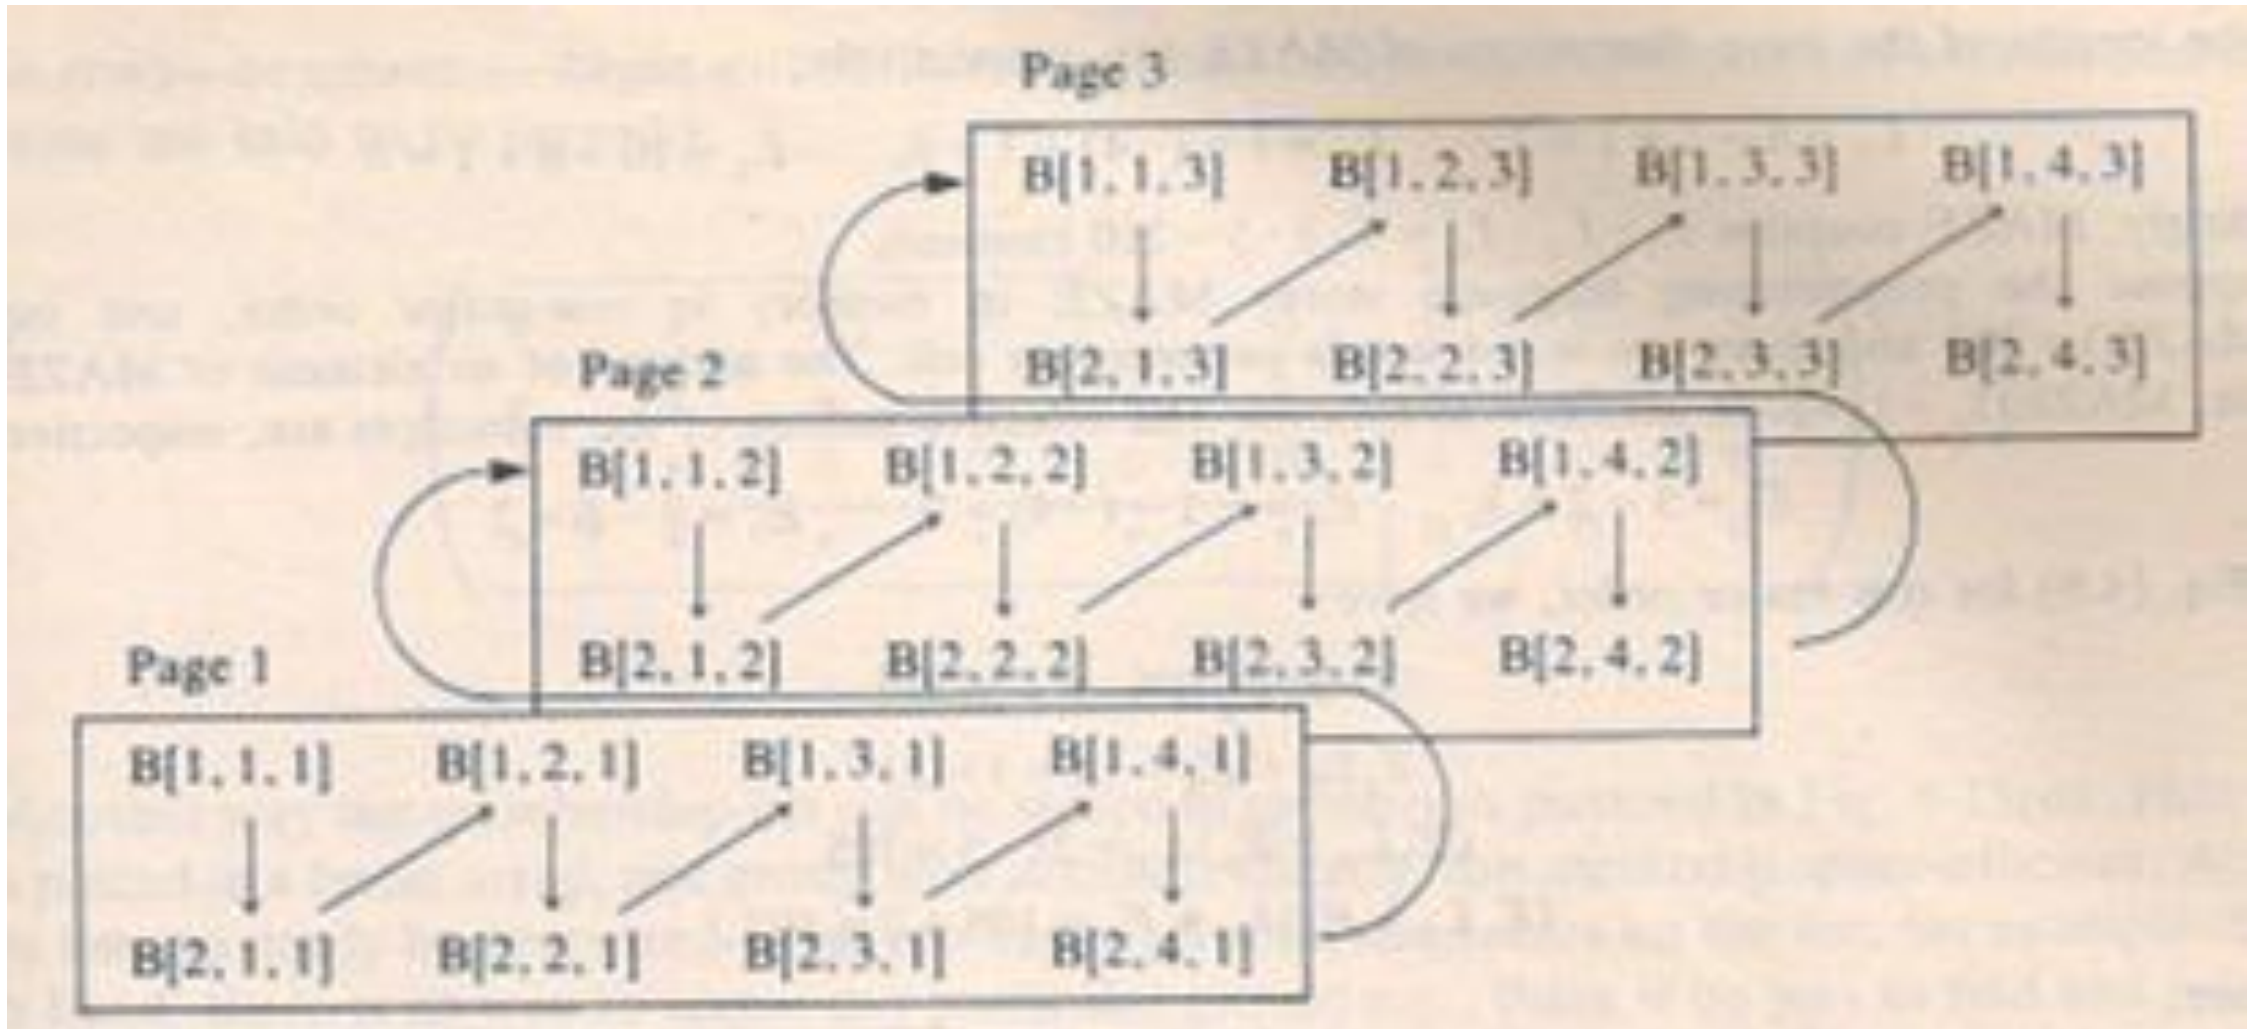 Page 3
B[1, 1, 3] B[1, 2, 3] B[1, 3, 3] B[1, 4, 3]
B[2, 1, 3] B[2, 2, 3] B[2, 3, 3] B[2, 4, 3]
Page 2
B[1, 1, 2] B[1, 2, 2] B[1, 3, 2] B[1, 4, 2]
B[2, 1, 2] B[2, 2, 2] B[2, 3, 2] B[2, 4, 2]
Page 1
B[1, 1, 1] B[1, 2, 1] B[1, 3, 1] B[1, 4, 1]
B[2, 1, 1] B[2, 2, 1] B[2, 3, 1] B[2, 4, 1]